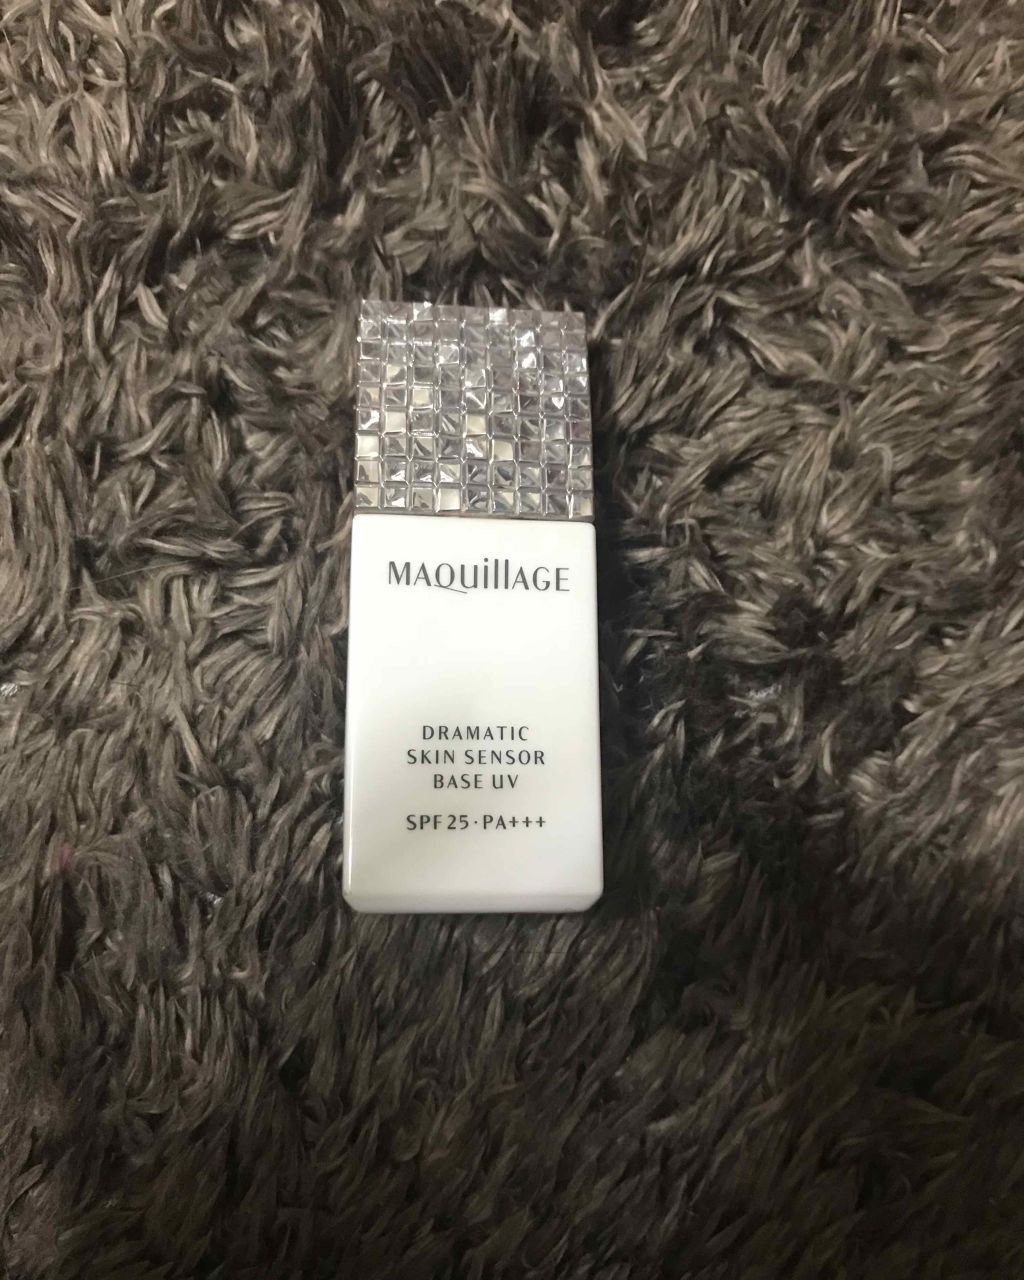 MAQuillAGE
DRAMATIC
SKIN SENSOR
BASE UV
SPF25·PA+++